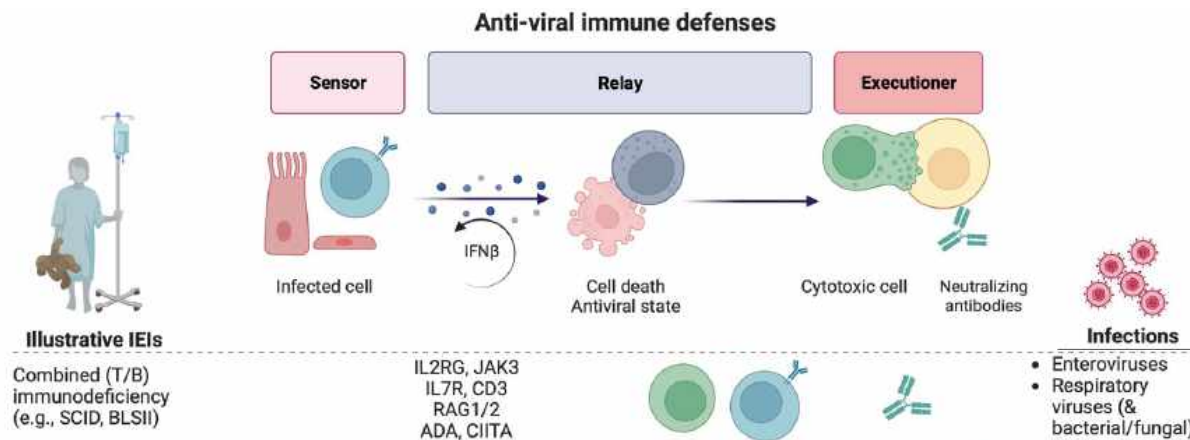 Anti-viral immune defenses
Sensor
Relay
Executioner
IFNβ
Infected cell
Cell death
Antiviral state
Cytotoxic cell
Neutralizing
antibodies
Illustrative IEIs
Infections
Combined (T/B)
immunodeficiency
(e.g., SCID, BLSII)
IL2RG, JAK3
IL7R, CD3
RAG1/2
ADA, CIITA
• Enteroviruses
• Respiratory
viruses (&
bacterial/fungal)